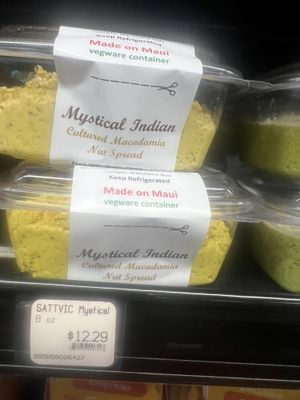 Keep Refrigerated
Made on Maui
vegware container
Mystical Indian
Cultured Macadamia
Nut Spread
Keep Refrigerated
Made on Maui
vegware container
Mystical Indian
Cultured Macadamia
Nut Spread
SATTVIC Mystical
8 oz
$12.29
855858006427